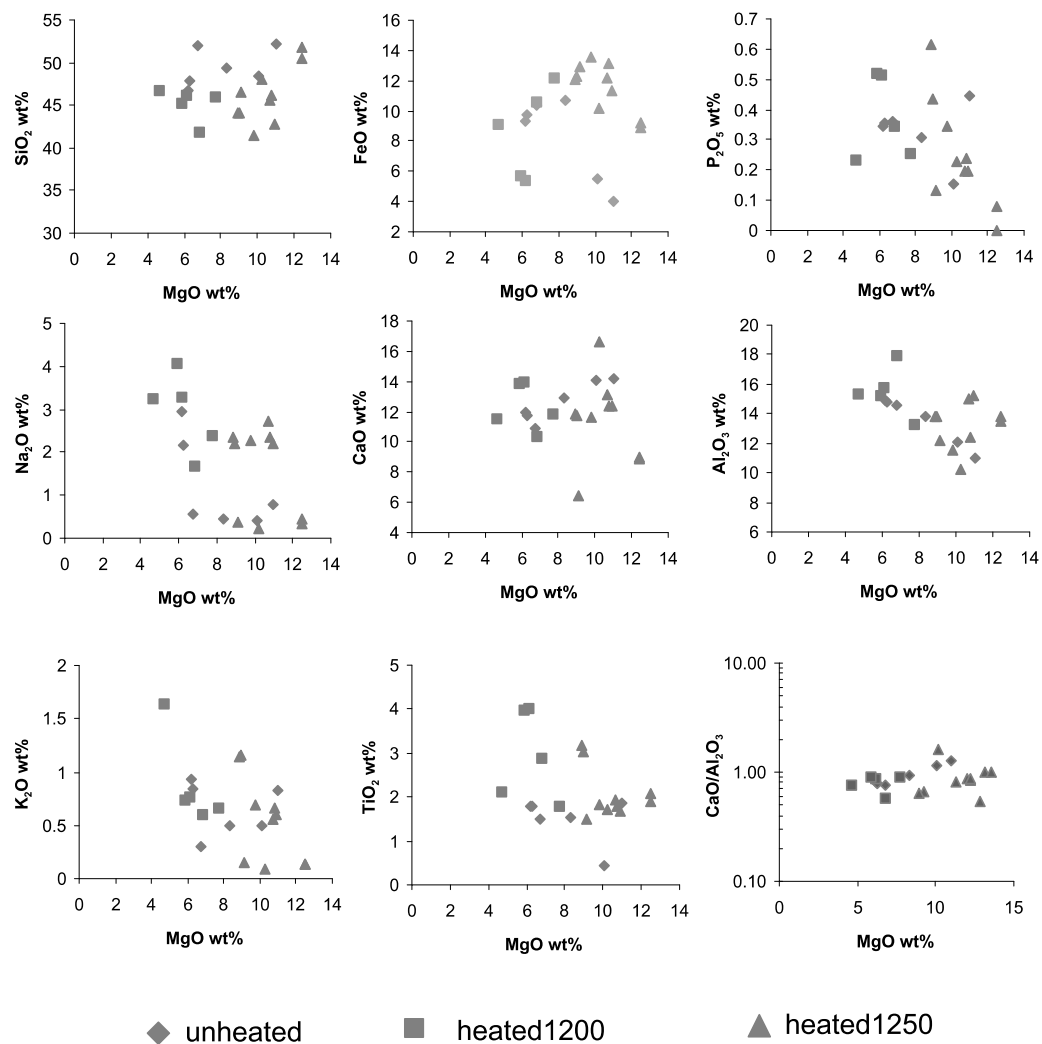 SiO2 wt%
55
50
45
40
35
30
0 2 4 6 8 10 12 14
MgO wt%
FeO wt%
16
14
12
10
8
6
4
2
0 2 4 6 8 10 12 14
MgO wt%
P2O5 wt%
0.7
0.6
0.5
0.4
0.3
0.2
0.1
0
0 2 4 6 8 10 12 14
MgO wt%
Na2O wt%
5
4
3
2
1
0
0 2 4 6 8 10 12 14
MgO wt%
CaO wt%
18
16
14
12
10
8
6
4
0 2 4 6 8 10 12 14
MgO wt%
Al2O3 wt%
20
18
16
14
12
10
8
6
0 2 4 6 8 10 12 14
MgO wt%
K2O wt%
2
1.5
1
0.5
0
0 2 4 6 8 10 12 14
MgO wt%
TiO2 wt%
5
4
3
2
1
0
0 2 4 6 8 10 12 14
MgO wt%
CaO/Al2O3
10.00
1.00
0.10
0 5 10 15
MgO wt%
unheated heated1200 heated1250